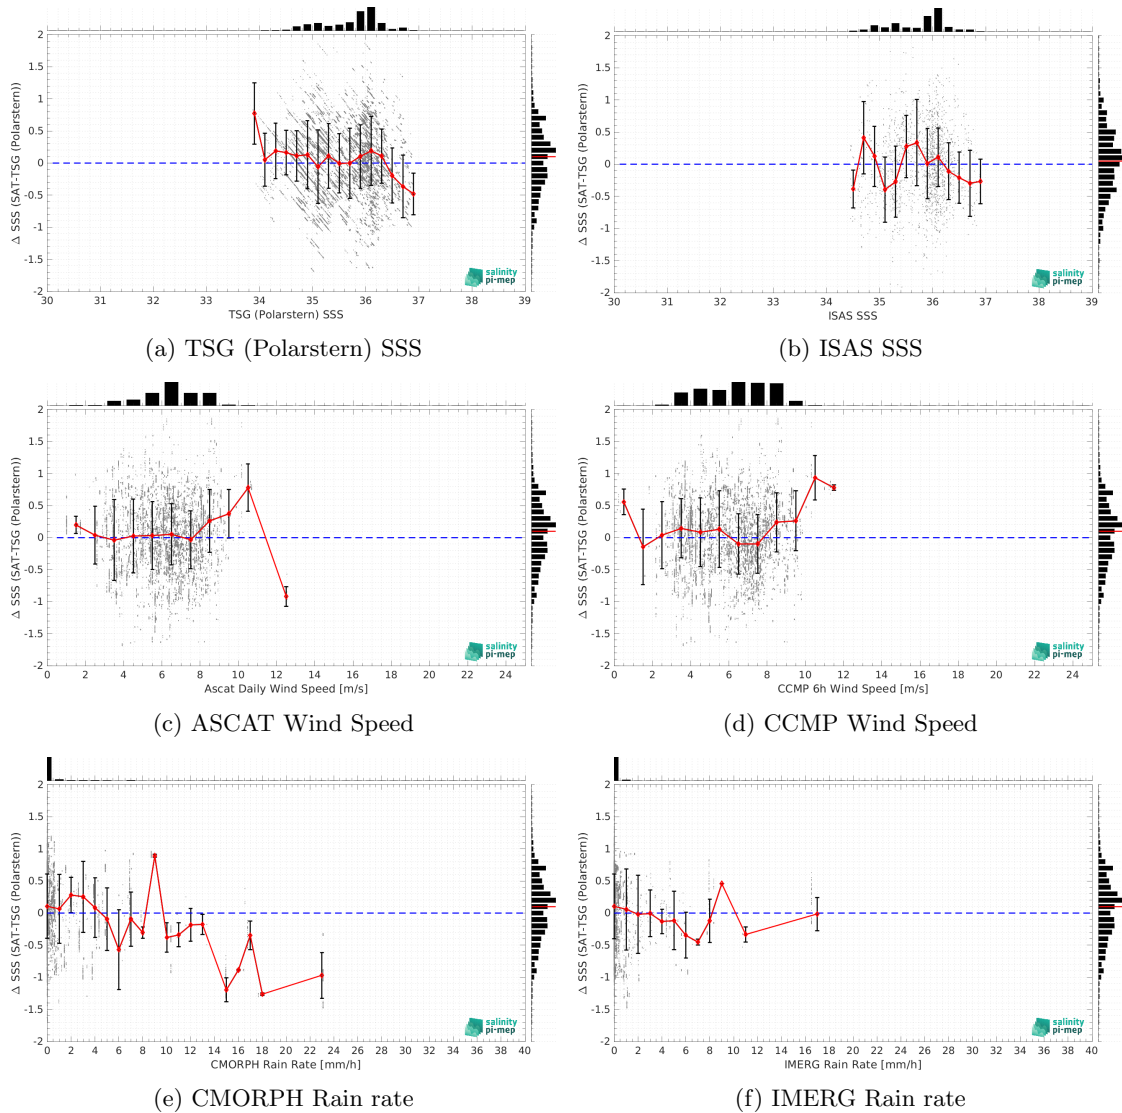 2
1.5
1
0.5
0
-0.5
-1
-1.5
-2
Δ SSS (SAT-TSG (Polarstern))
30 31 32 33 34 35 36 37 38 39
TSG (Polarstern) SSS
salinity
pi-mep
(a) TSG (Polarstern) SSS
2
1.5
1
0.5
0
-0.5
-1
-1.5
-2
Δ SSS (SAT-TSG (Polarstern))
30 31 32 33 34 35 36 37 38 39
ISAS SSS
salinity
pi-mep
(b) ISAS SSS
2
1.5
1
0.5
0
-0.5
-1
-1.5
-2
Δ SSS (SAT-TSG (Polarstern))
0 2 4 6 8 10 12 14 16 18 20 22 24
Ascat Daily Wind Speed [m/s]
salinity
pi-mep
(c) ASCAT Wind Speed
2
1.5
1
0.5
0
-0.5
-1
-1.5
-2
Δ SSS (SAT-TSG (Polarstern))
0 2 4 6 8 10 12 14 16 18 20 22 24
CCMP 6h Wind Speed [m/s]
salinity
pi-mep
(d) CCMP Wind Speed
2
1.5
1
0.5
0
-0.5
-1
-1.5
-2
Δ SSS (SAT-TSG (Polarstern))
0 2 4 6 8 10 12 14 16 18 20 22 24 26 28 30 32 34 36 38 40
CMORPH Rain Rate [mm/h]
salinity
pi-mep
(e) CMORPH Rain rate
2
1.5
1
0.5
0
-0.5
-1
-1.5
-2
Δ SSS (SAT-TSG (Polarstern))
0 2 4 6 8 10 12 14 16 18 20 22 24 26 28 30 32 34 36 38 40
IMERG Rain Rate [mm/h]
salinity
pi-mep
(f) IMERG Rain rate